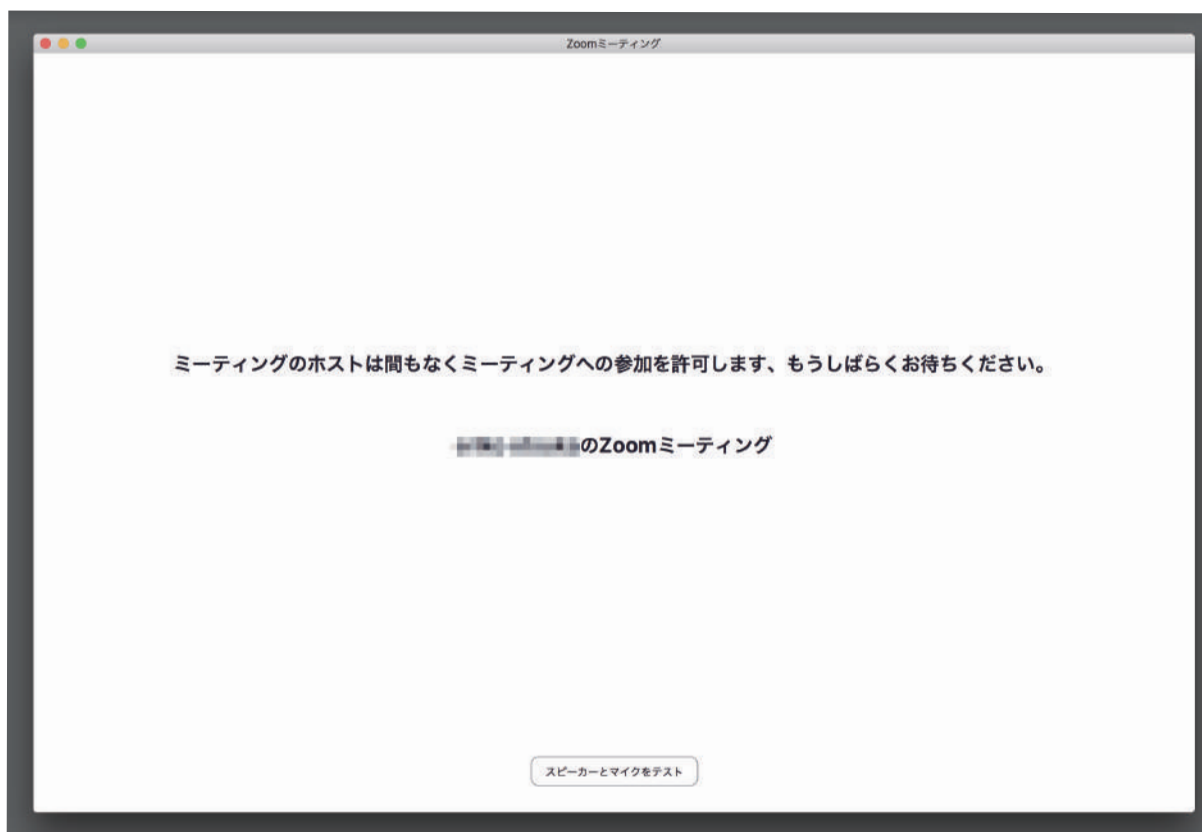 Zoomミーティング
ミーティングのホストは間もなくミーティングへの参加を許可します、もうしばらくお待ちください。
のZoomミーティング
スピーカーとマイクをテスト